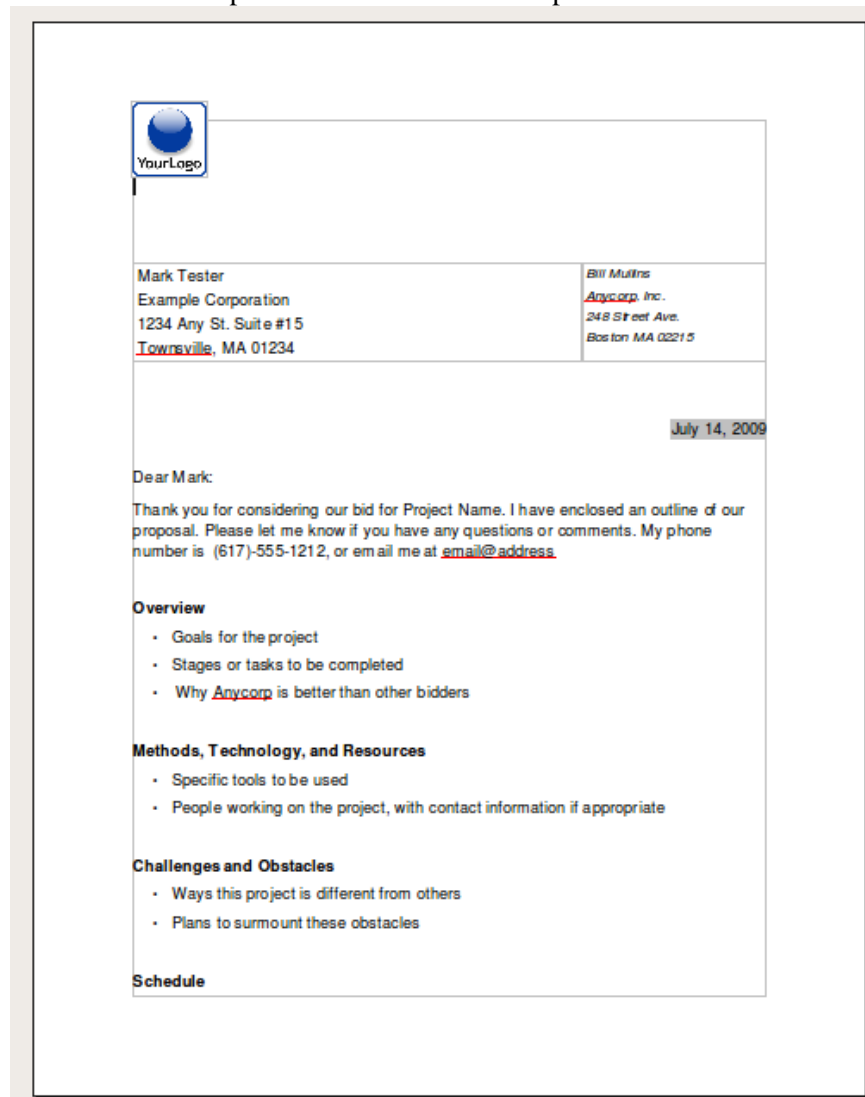 YourLogo
Mark Tester
Example Corporation
1234 Any St. Suite #15
Townsville, MA 01234
Bill Mullins
Anycorp, Inc.
248 Street Ave.
Boston MA 02215
July 14, 2009
Dear Mark:
Thank you for considering our bid for Project Name. I have enclosed an outline of our
proposal. Please let me know if you have any questions or comments. My phone
number is (617)-555-1212, or email me at email@address
Overview
• Goals for the project
• Stages or tasks to be completed
• Why Anycorp is better than other bidders
Methods, Technology, and Resources
• Specific tools to be used
• People working on the project, with contact information if appropriate
Challenges and Obstacles
• Ways this project is different from others
• Plans to surmount these obstacles
Schedule